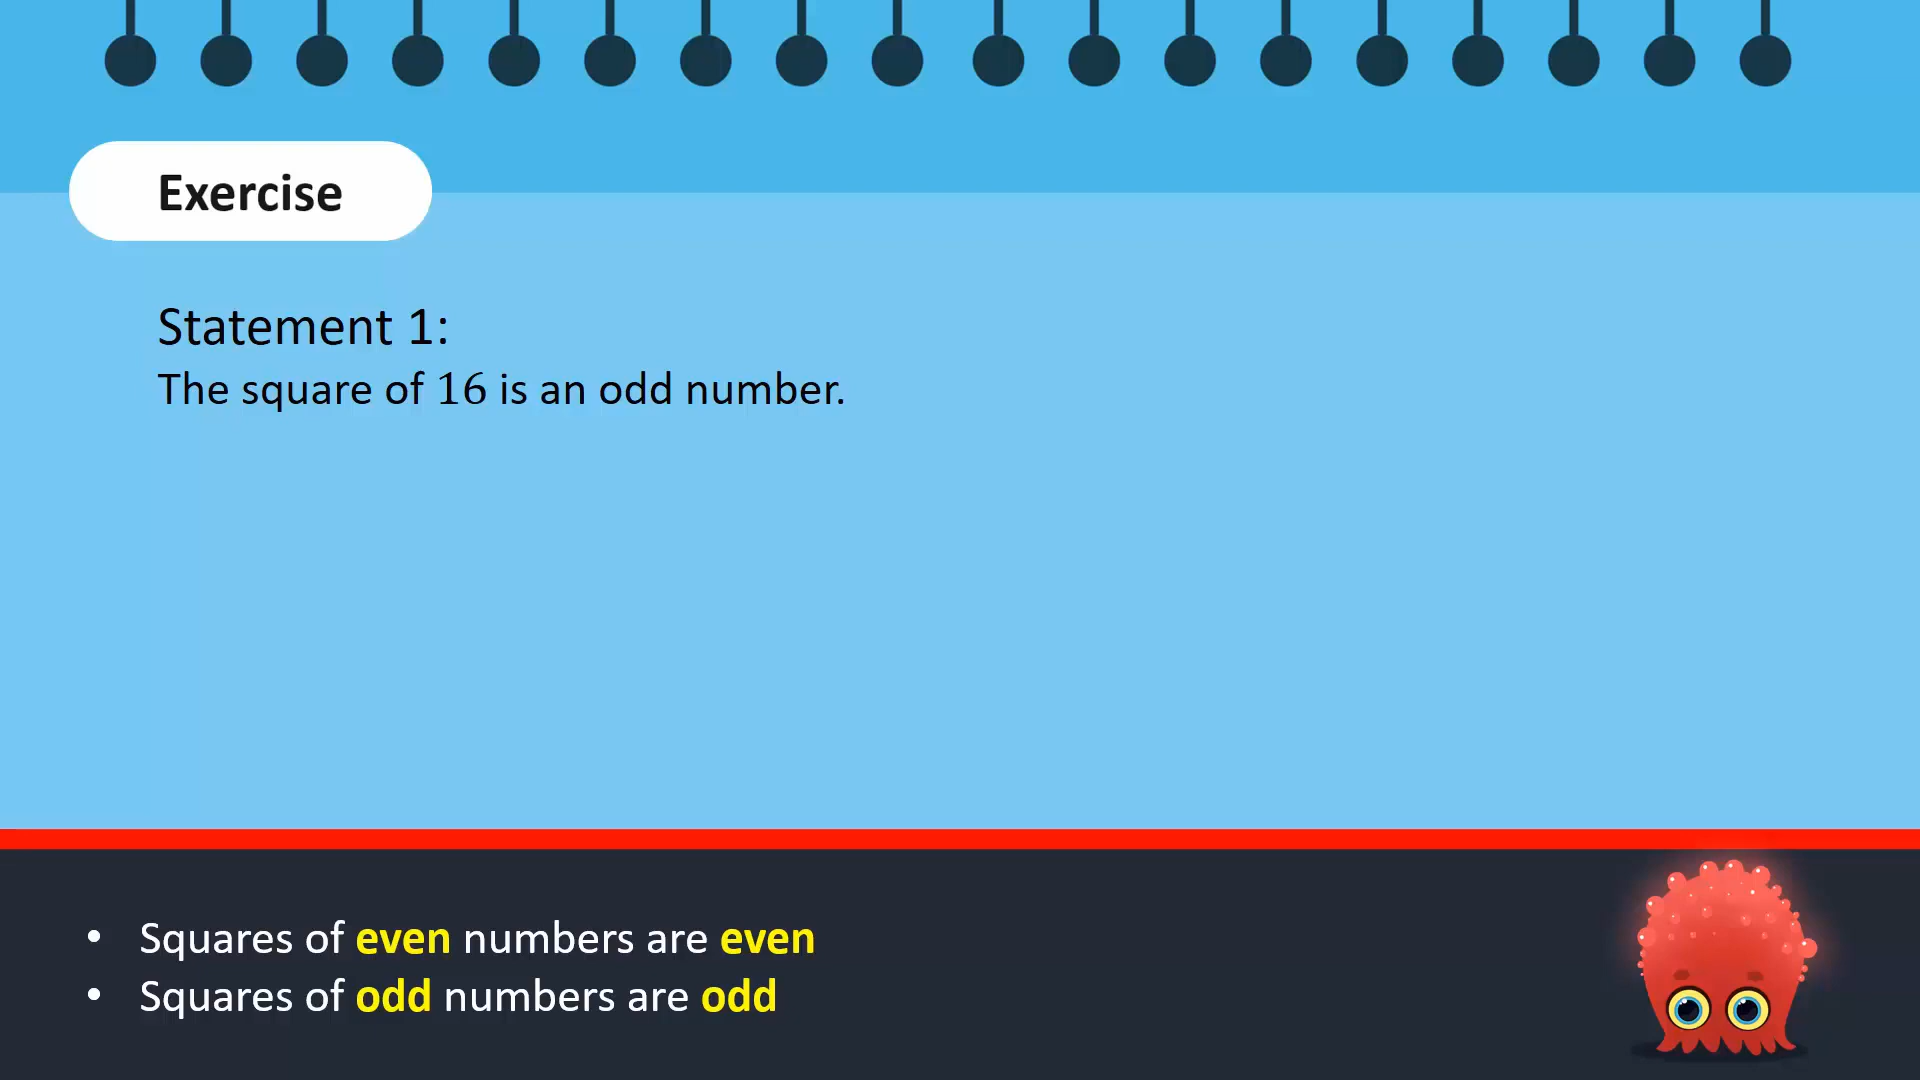 Exercise
Statement 1:
The square of 16 is an odd number.
• Squares of even numbers are even
• Squares of odd numbers are odd